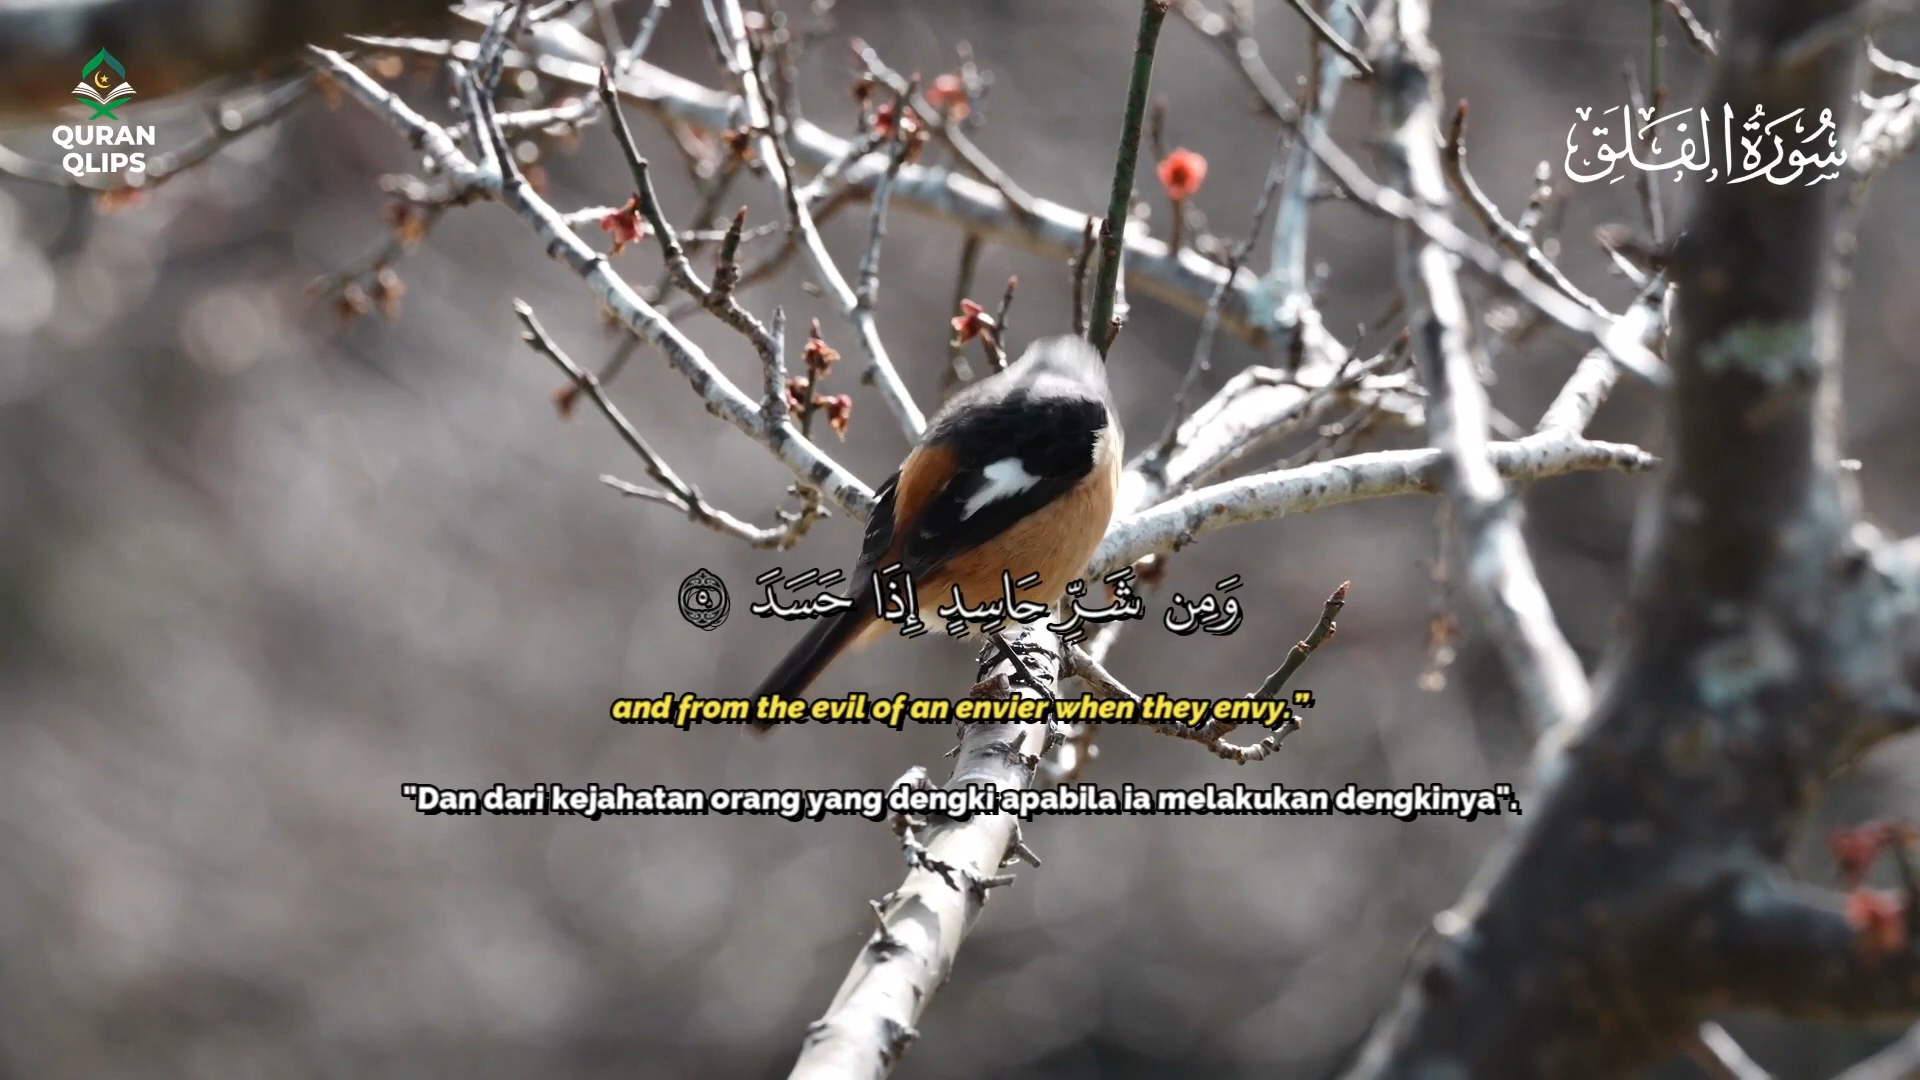 QURAN
QLIPS
سُورَةُ الفَلَقِ
وَمِن شَرِّ حَاسِدٍ إِذَا حَسَدَ ٥
and from the evil of an envier when they envy.”
"Dan dari kejahatan orang yang dengki apabila ia melakukan dengkinya".